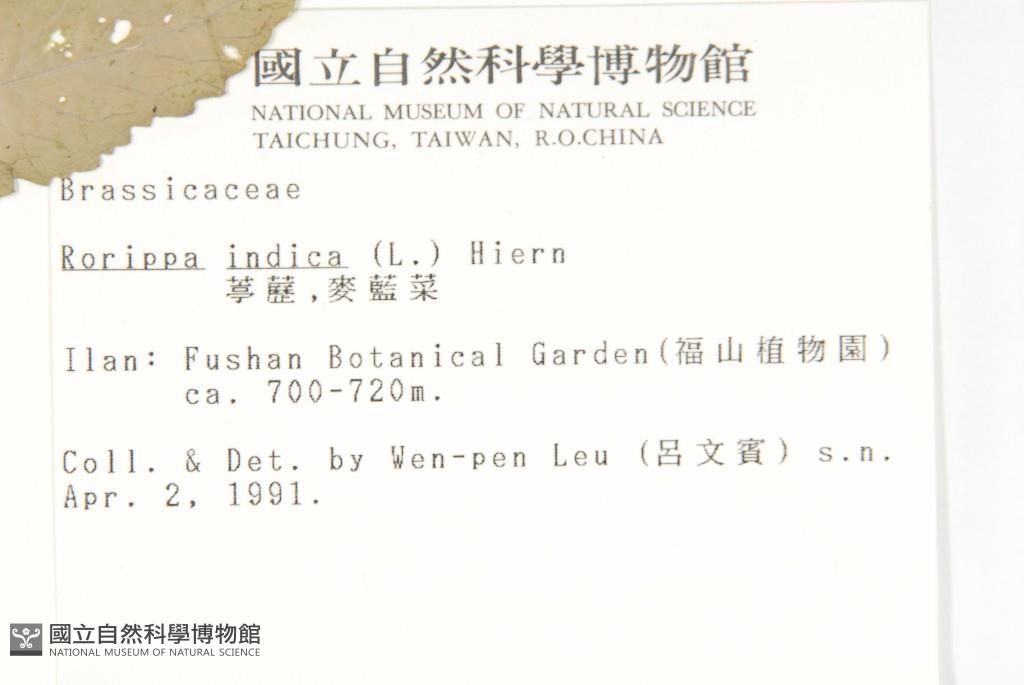 國立自然科學博物館
NATIONAL MUSEUM OF NATURAL SCIENCE
TAICHUNG, TAIWAN, R.O.CHINA
Brassicaceae
Rorippa indica (L.) Hiern
葶藶,麥藍菜
Ilan: Fushan Botanical Garden(福山植物園)
ca. 700-720m.
Coll. & Det. by Wen-pen Leu (呂文賓) s.n.
Apr. 2, 1991.
國立自然科學博物館
NATIONAL MUSEUM OF NATURAL SCIENCE